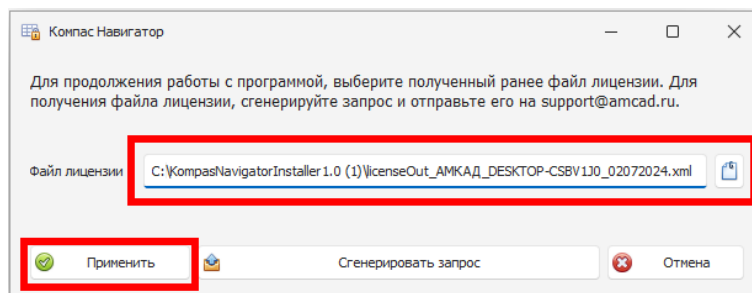 Компас Навигатор
Для продолжения работы с программой, выберите полученный ранее файл лицензии. Для
получения файла лицензии, сгенерируйте запрос и отправьте его на support@amcad.ru.
Файл лицензии C:\KompasNavigatorInstaller1.0 (1)\licenseOut_АМКАД_DESKTOP-CSBV1J0_02072024.xml
Применить Сгенерировать запрос Отмена